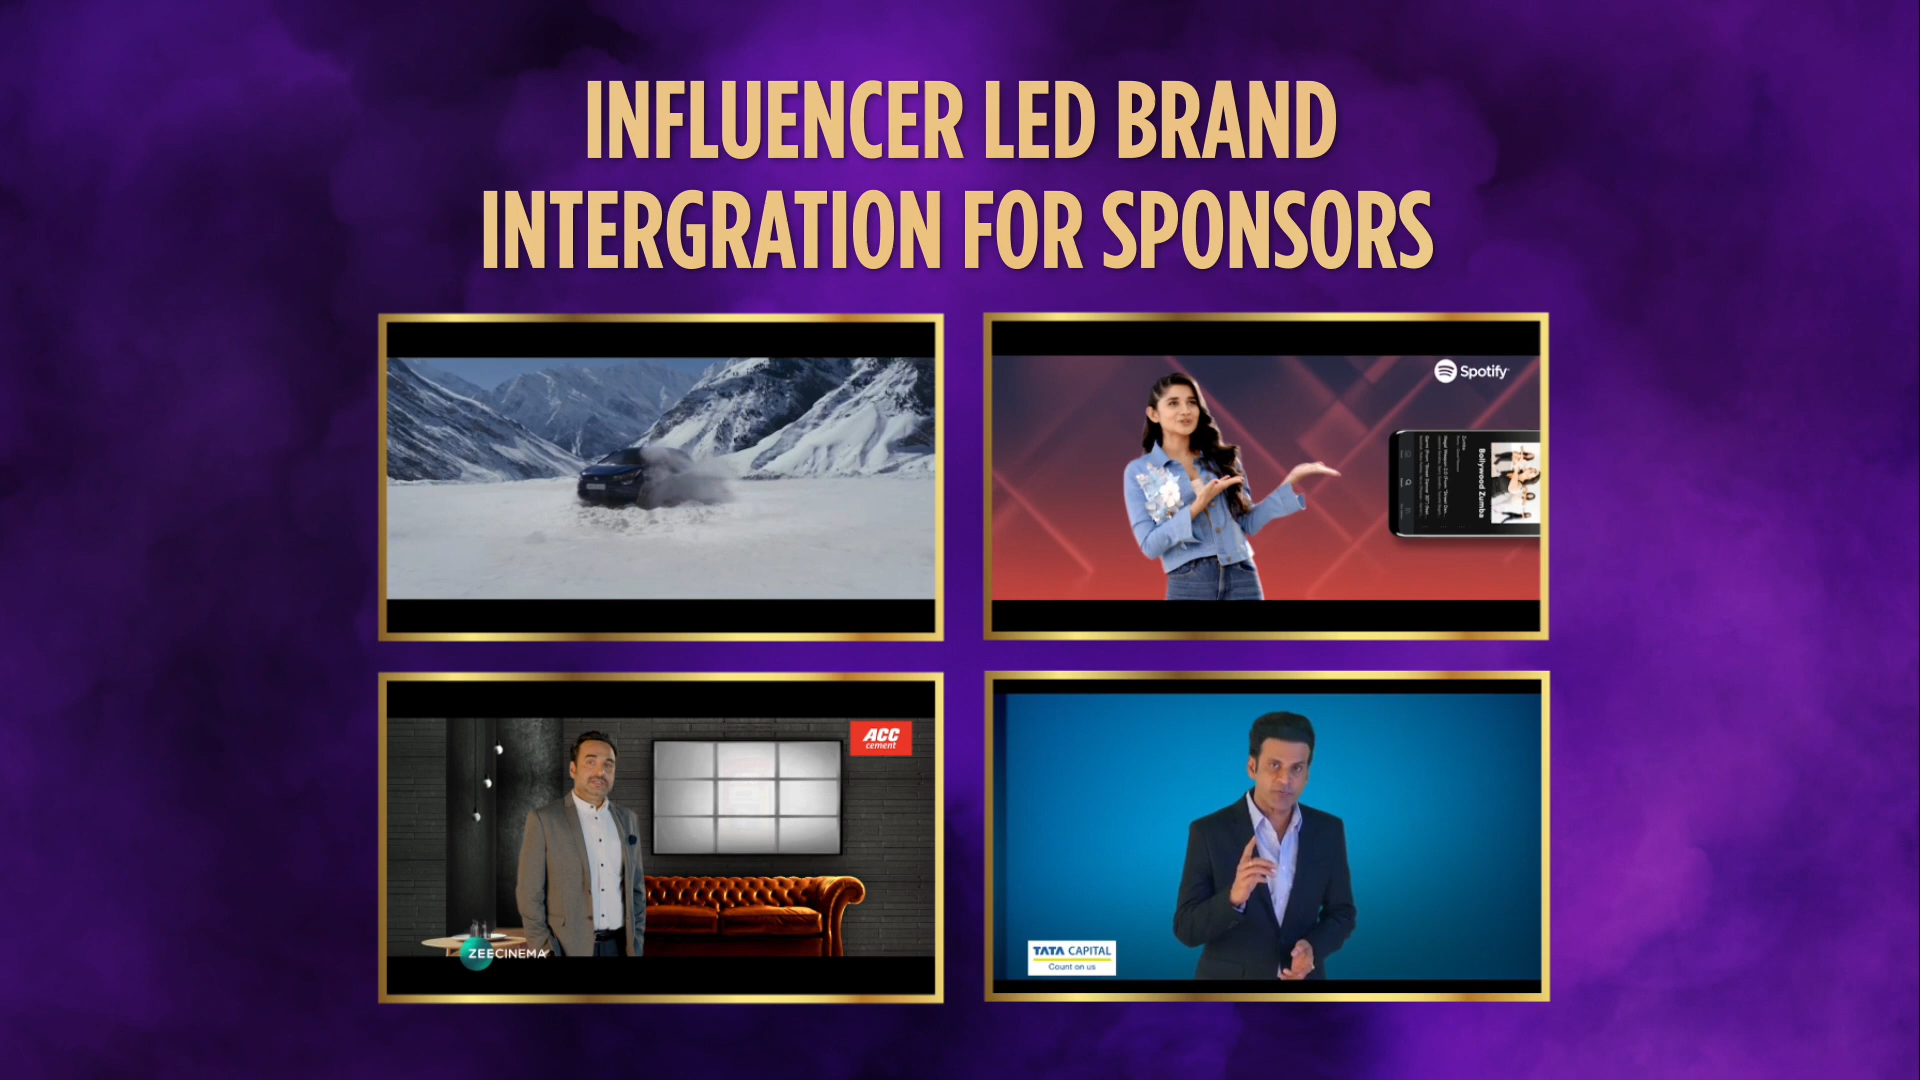 INFLUENCER LED BRAND
INTERGRATION FOR SPONSORS
Spotify
Bollywood Zumba
ACC
cement
ZEECINEMA
TATA CAPITAL
Count on us